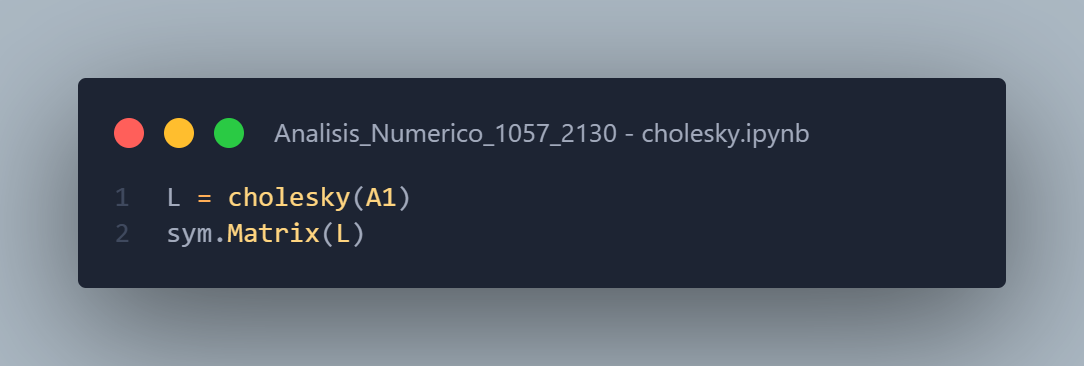 Analisis_Numerico_1057_2130 - cholesky.ipynb
1 L = cholesky(A1)
2 sym.Matrix(L)